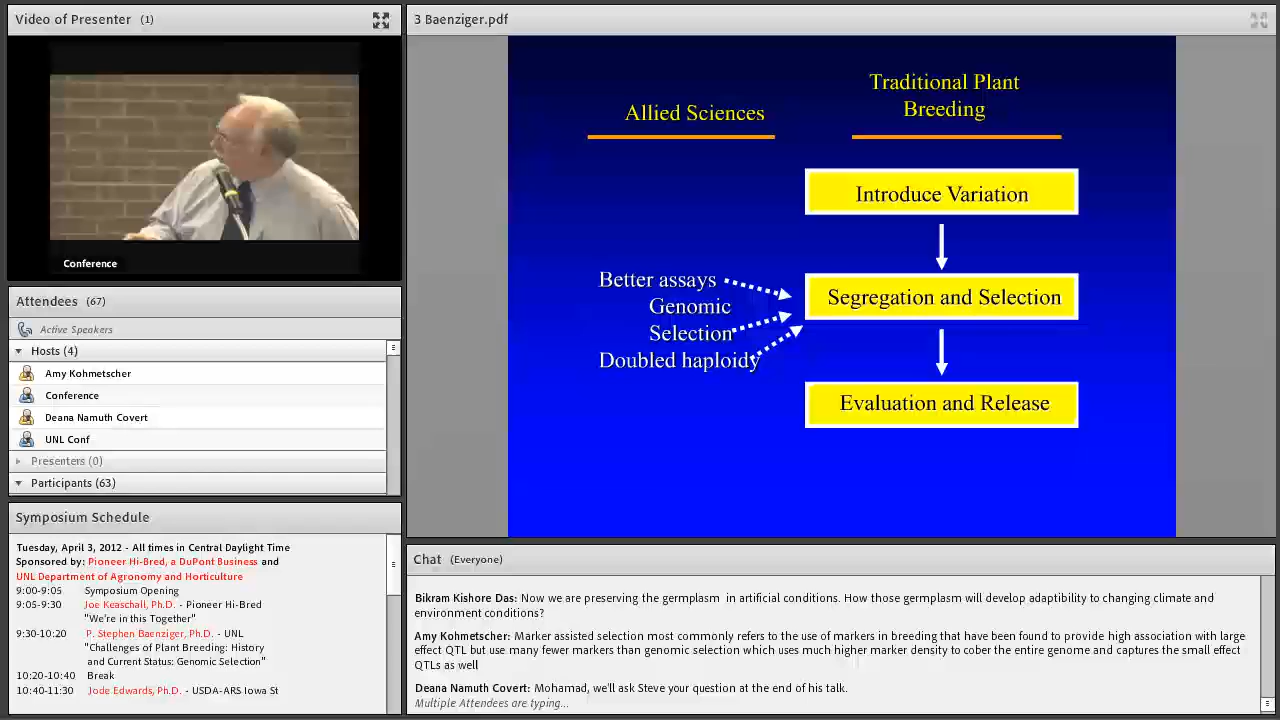 Video of Presenter (1)
Conference
Attendees (67)
Active Speakers
Hosts (4)
Amy Kohmetscher
Conference
Deana Namuth Covert
UNL Conf
Presenters (0)
Participants (63)
Symposium Schedule
Tuesday, April 3, 2012 - All times in Central Daylight Time
Sponsored by: Pioneer Hi-Bred, a DuPont Business and
UNL Department of Agronomy and Horticulture
9:00-9:05 Symposium Opening
9:05-9:30 Joe Keaschall, Ph.D. - Pioneer Hi-Bred
"We're in this Together"
9:30-10:20 P. Stephen Baenziger, Ph.D. - UNL
"Challenges of Plant Breeding: History
and Current Status: Genomic Selection"
10:20-10:40 Break
10:40-11:30 Jode Edwards, Ph.D. - USDA-ARS Iowa St
3 Baenziger.pdf
Allied Sciences
Traditional Plant
Breeding
Introduce Variation
Better assays
Genomic
Selection
Doubled haploidy
Segregation and Selection
Evaluation and Release
Chat (Everyone)
Bikram Kishore Das: Now we are preserving the germplasm in artificial conditions. How those germplasm will develop adaptibility to changing climate and
environment conditions?
Amy Kohmetscher: Marker assisted selection most commonly refers to the use of markers in breeding that have been found to provide high association with large
effect QTL but use many fewer markers than genomic selection which uses much higher marker density to cober the entire genome and captures the small effect
QTLs as well
Deana Namuth Covert: Mohamad, we'll ask Steve your question at the end of his talk.
Multiple Attendees are typing...